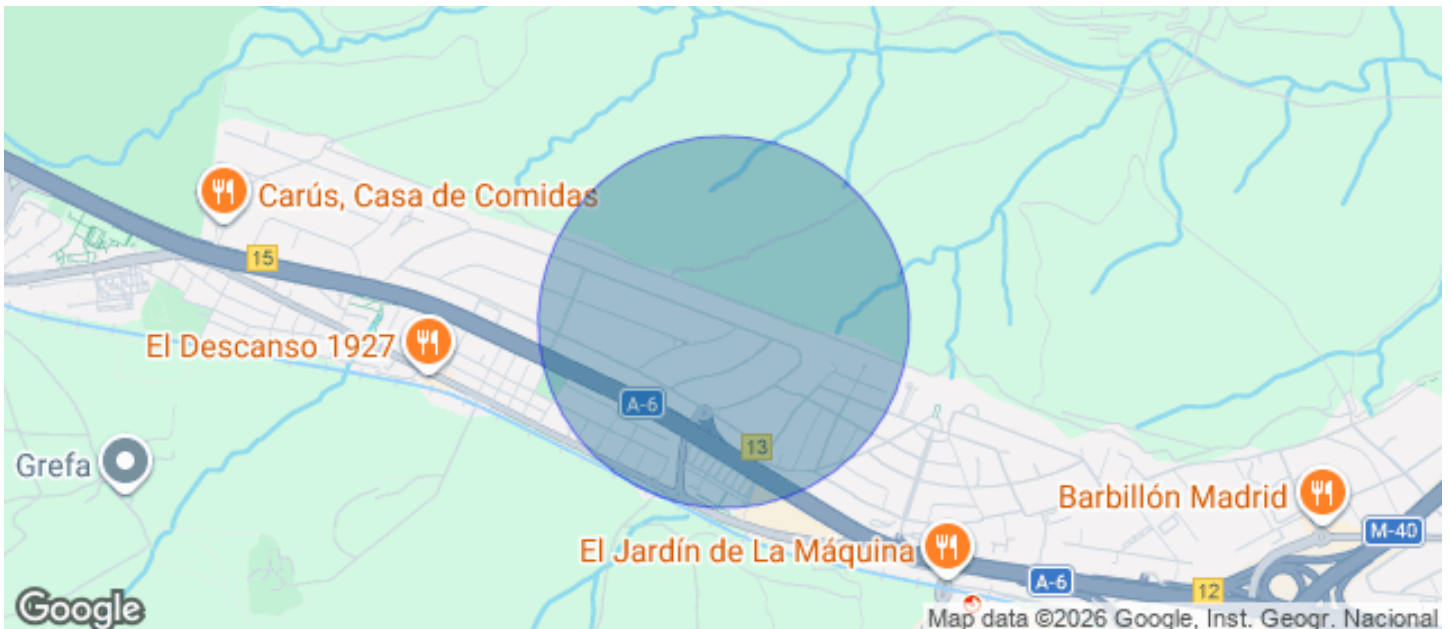 Carús, Casa de Comidas
15
El Descanso 1927
A-6
13
Grefa
Barbillón Madrid
M-40
El Jardín de La Máquina
A-6
12
Google
Map data ©2026 Google, Inst. Geogr. Nacional